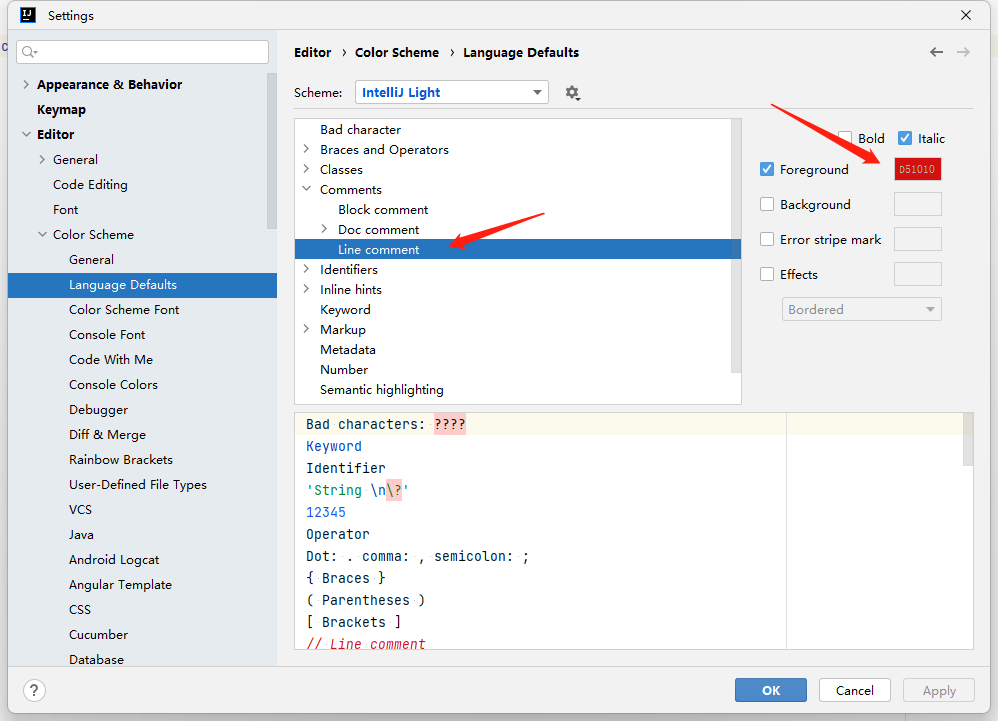 Settings
Editor › Color Scheme › Language Defaults
Scheme: IntelliJ Light
Appearance & Behavior
Keymap
Editor
General
Code Editing
Font
Color Scheme
General
Language Defaults
Color Scheme Font
Console Font
Code With Me
Console Colors
Debugger
Diff & Merge
Rainbow Brackets
User-Defined File Types
VCS
Java
Android Logcat
Angular Template
CSS
Cucumber
Database
Bad character
Braces and Operators
Classes
Comments
Block comment
Doc comment
Line comment
Identifiers
Inline hints
Keyword
Markup
Metadata
Number
Semantic highlighting
Bold Italic
Foreground D51010
Background
Error stripe mark
Effects
Bordered
Bad characters: ????
Keyword
Identifier
'String \n\?'
12345
Operator
Dot: . comma: , semicolon: ;
{ Braces }
( Parentheses )
[ Brackets ]
// Line comment
? OK Cancel Apply